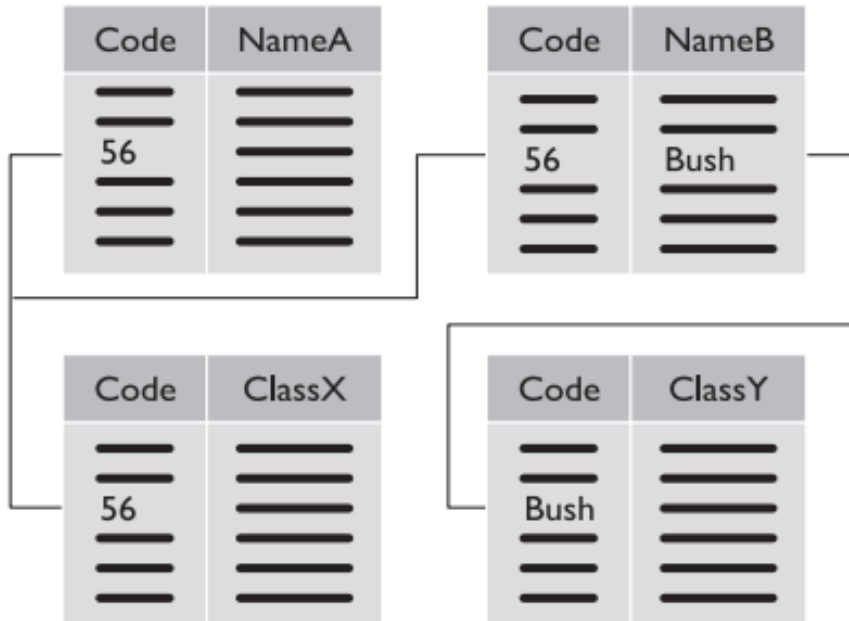 Code NameA
56
Code NameB
56 Bush
Code ClassX
56
Code ClassY
Bush